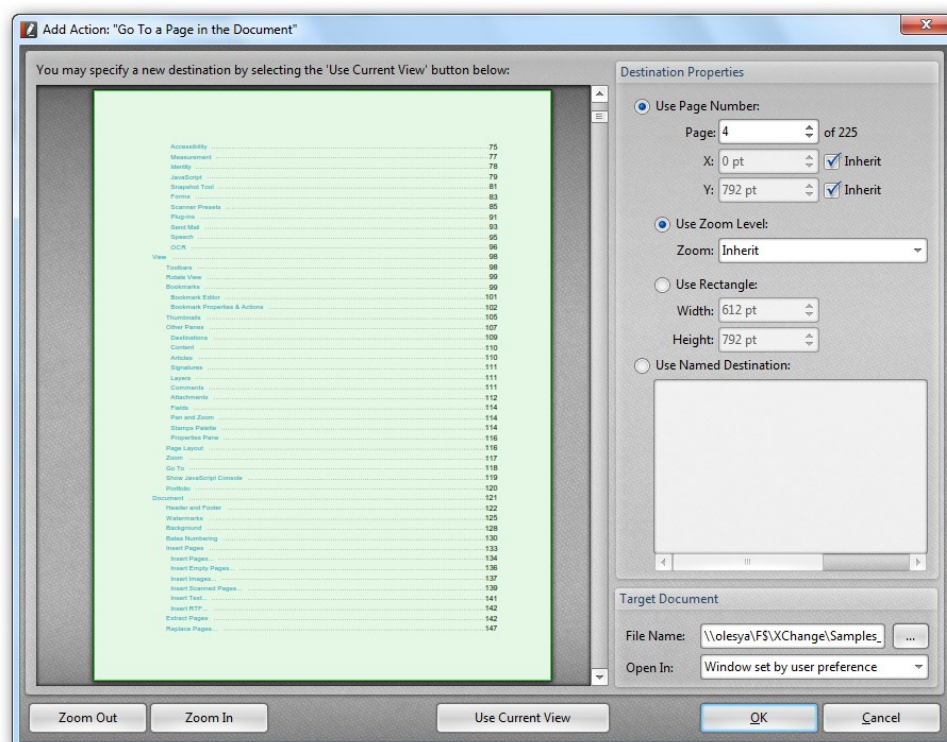 Add Action: "Go To a Page in the Document"
You may specify a new destination by selecting the 'Use Current View' button below:
Accessibility 75
Measurement 77
Identity 78
JavaScript 79
Snapshot Tool 81
Forms 83
Scanner Presets 85
Plug-ins 91
Send Mail 93
Speech 95
OCR 96
View 98
Toolbars 98
Rotate View 99
Bookmarks 99
Bookmark Editor 101
Bookmark Properties & Actions 102
Thumbnails 105
Other Panes 107
Destinations 109
Content 110
Articles 110
Signatures 111
Layers 111
Comments 111
Attachments 112
Fields 114
Pan and Zoom 114
Stamps Palette 114
Properties Pane 116
Page Layout 116
Zoom 117
Go To 118
Show JavaScript Console 119
Portfolio 120
Document 121
Header and Footer 122
Watermarks 125
Background 128
Bates Numbering 130
Insert Pages 133
Insert Pages... 134
Insert Empty Pages... 136
Insert Images... 137
Insert Scanned Pages... 139
Insert Text... 141
Insert RTF... 142
Extract Pages 142
Replace Pages... 147
Destination Properties
Use Page Number:
Page: 4 of 225
X: 0 pt Inherit
Y: 792 pt Inherit
Use Zoom Level:
Zoom: Inherit
Use Rectangle:
Width: 612 pt
Height: 792 pt
Use Named Destination:
Target Document
File Name: \\olesya\F$\XChange\Samples_ ...
Open In: Window set by user preference
Zoom Out Zoom In Use Current View OK Cancel